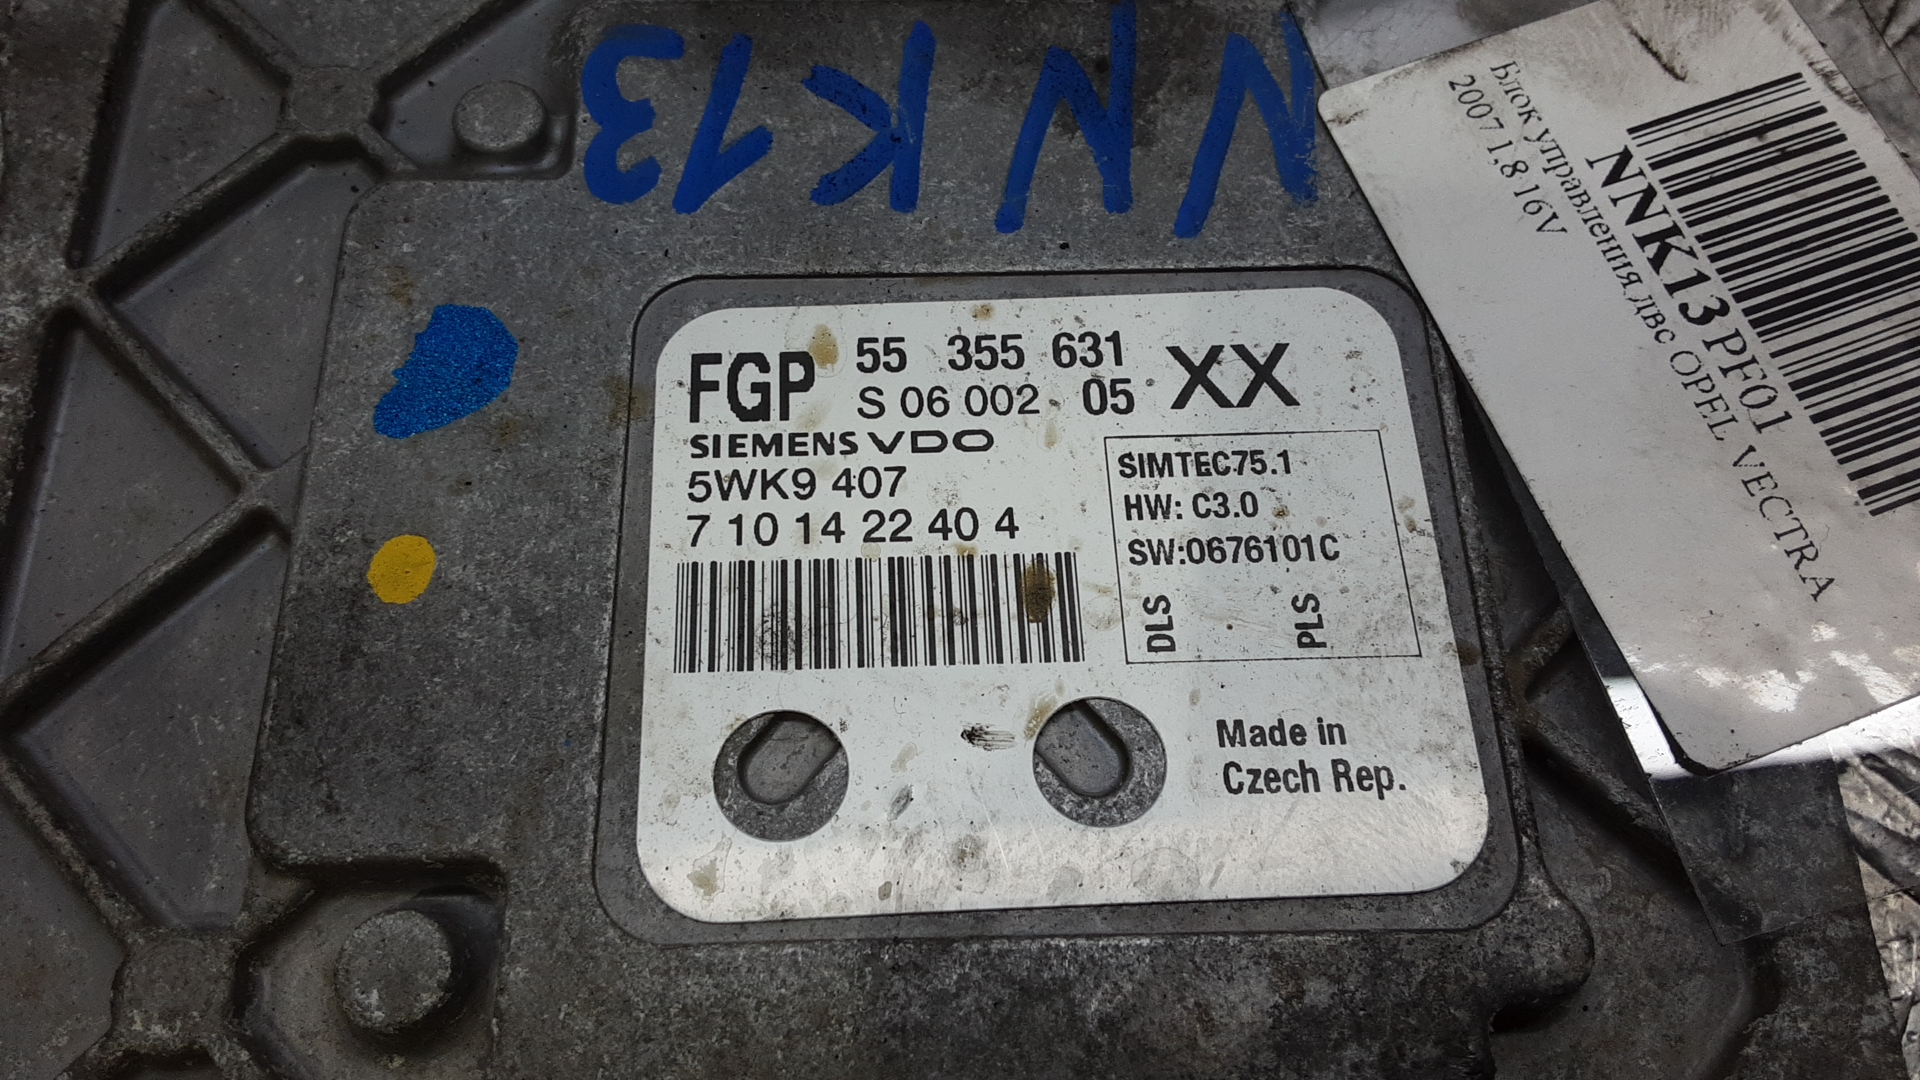 NNK13
FGP 55 355 631 XX
S 06 002 05
SIEMENS VDO
5WK9 407
7 10 14 22 40 4
SIMTEC75.1
HW: C3.0
SW:0676101C
DLS PLS
Made in
Czech Rep.
NNK13 PF01
Блок управления двс OPEL VECTRA
2007 1,8 16V